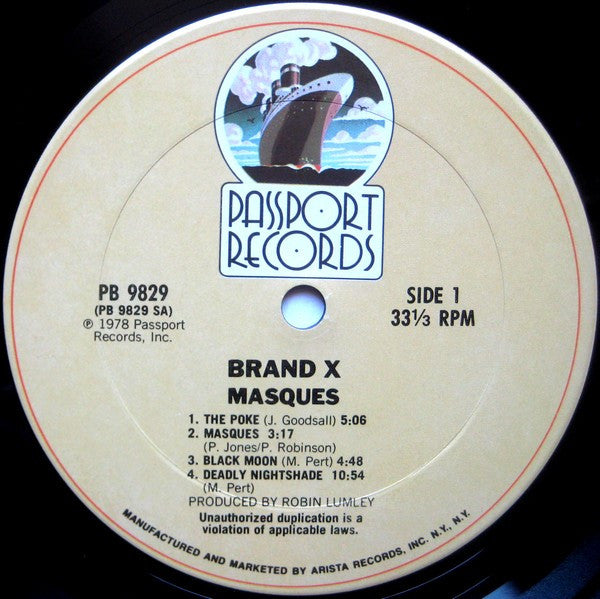 PASSPORT
RECORDS
PB 9829
(PB 9829 SA)
℗ 1978 Passport
Records, Inc.
SIDE 1
33⅓ RPM
BRAND X
MASQUES
1. THE POKE (J. Goodsall) 5:06
2. MASQUES 3:17
(P. Jones/P. Robinson)
3. BLACK MOON (M. Pert) 4:48
4. DEADLY NIGHTSHADE 10:54
(M. Pert)
PRODUCED BY ROBIN LUMLEY
Unauthorized duplication is a
violation of applicable laws.
MANUFACTURED AND MARKETED BY ARISTA RECORDS, INC. N.Y., N.Y.